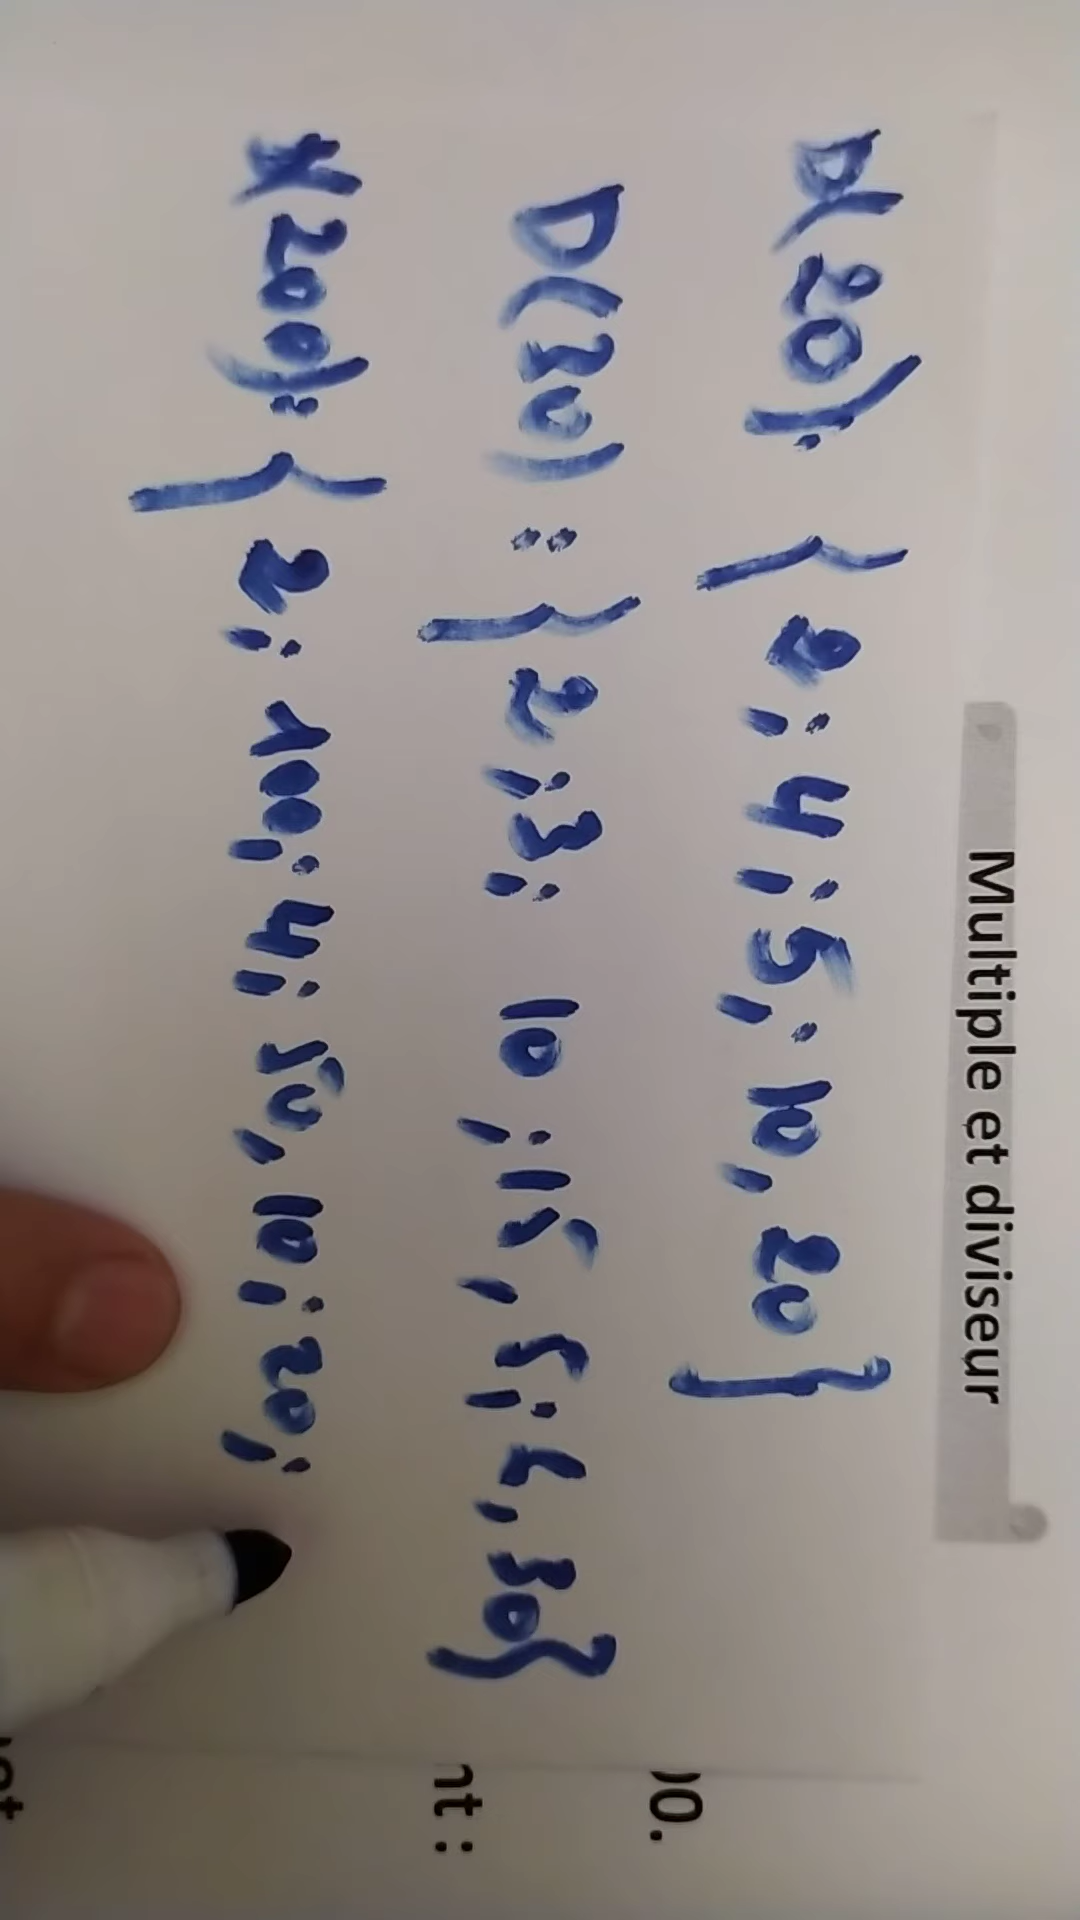 Multiple et diviseur
D(20): {2; 4; 5; 10, 20}
00.
D(30) : {2; 3; 10; 15, 5; 6, 30}
nt :
(200): {2; 100; 4; 50, 10; 20;